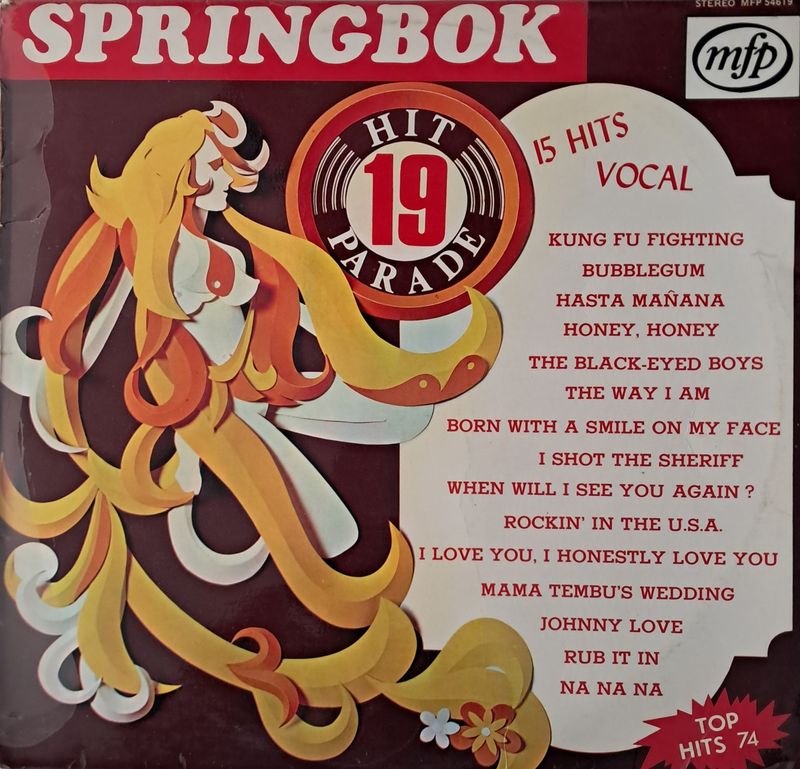 STEREO MFP 54619
SPRINGBOK
mfp
HIT
19
PARADE
15 HITS
VOCAL
KUNG FU FIGHTING
BUBBLEGUM
HASTA MAÑANA
HONEY, HONEY
THE BLACK-EYED BOYS
THE WAY I AM
BORN WITH A SMILE ON MY FACE
I SHOT THE SHERIFF
WHEN WILL I SEE YOU AGAIN?
ROCKIN' IN THE U.S.A.
I LOVE YOU, I HONESTLY LOVE YOU
MAMA TEMBU'S WEDDING
JOHNNY LOVE
RUB IT IN
NA NA NA
TOP
HITS 74